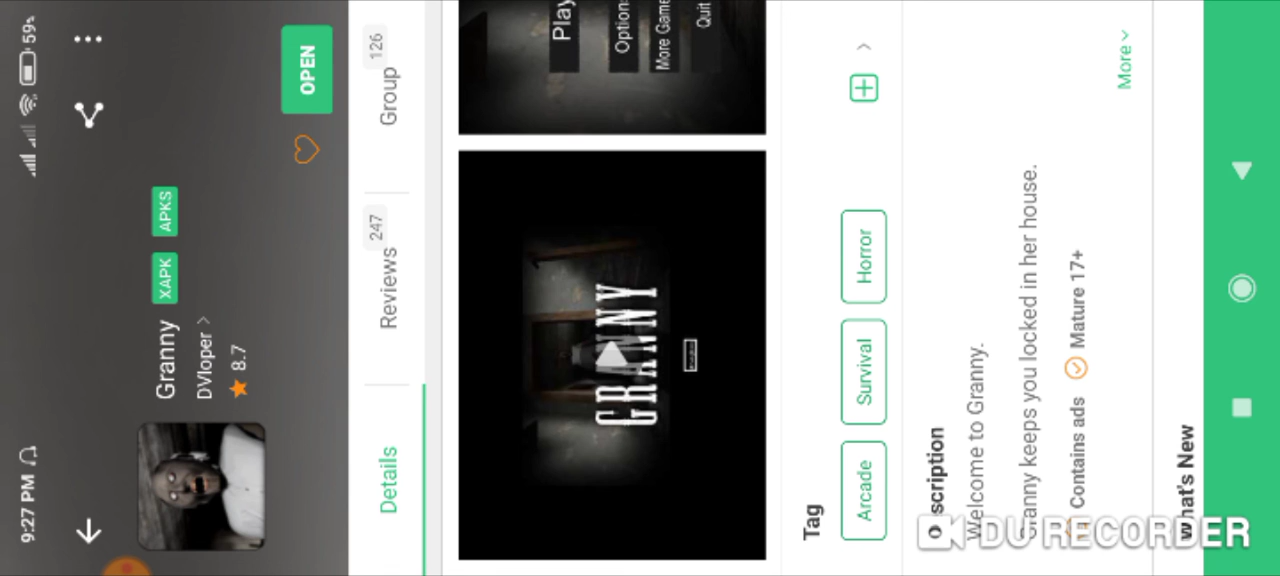 9:27 PM
59%
Granny
XAPK APKS
DVloper >
8.7
OPEN
Details
Reviews 247
Group 126
GRANNY
Play
Option
More Game
Quit
Tag
Arcade
Survival
Horror
scription
Welcome to Granny.
Granny keeps you locked in her house.
Contains ads
Mature 17+
More
What's New
DU RECORDER